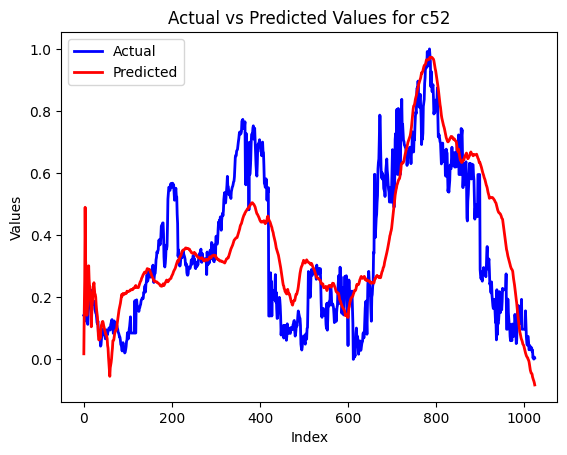 Actual vs Predicted Values for c52
Actual
Predicted
1.0
0.8
0.6
0.4
0.2
0.0
Values
0
200
400
600
800
1000
Index